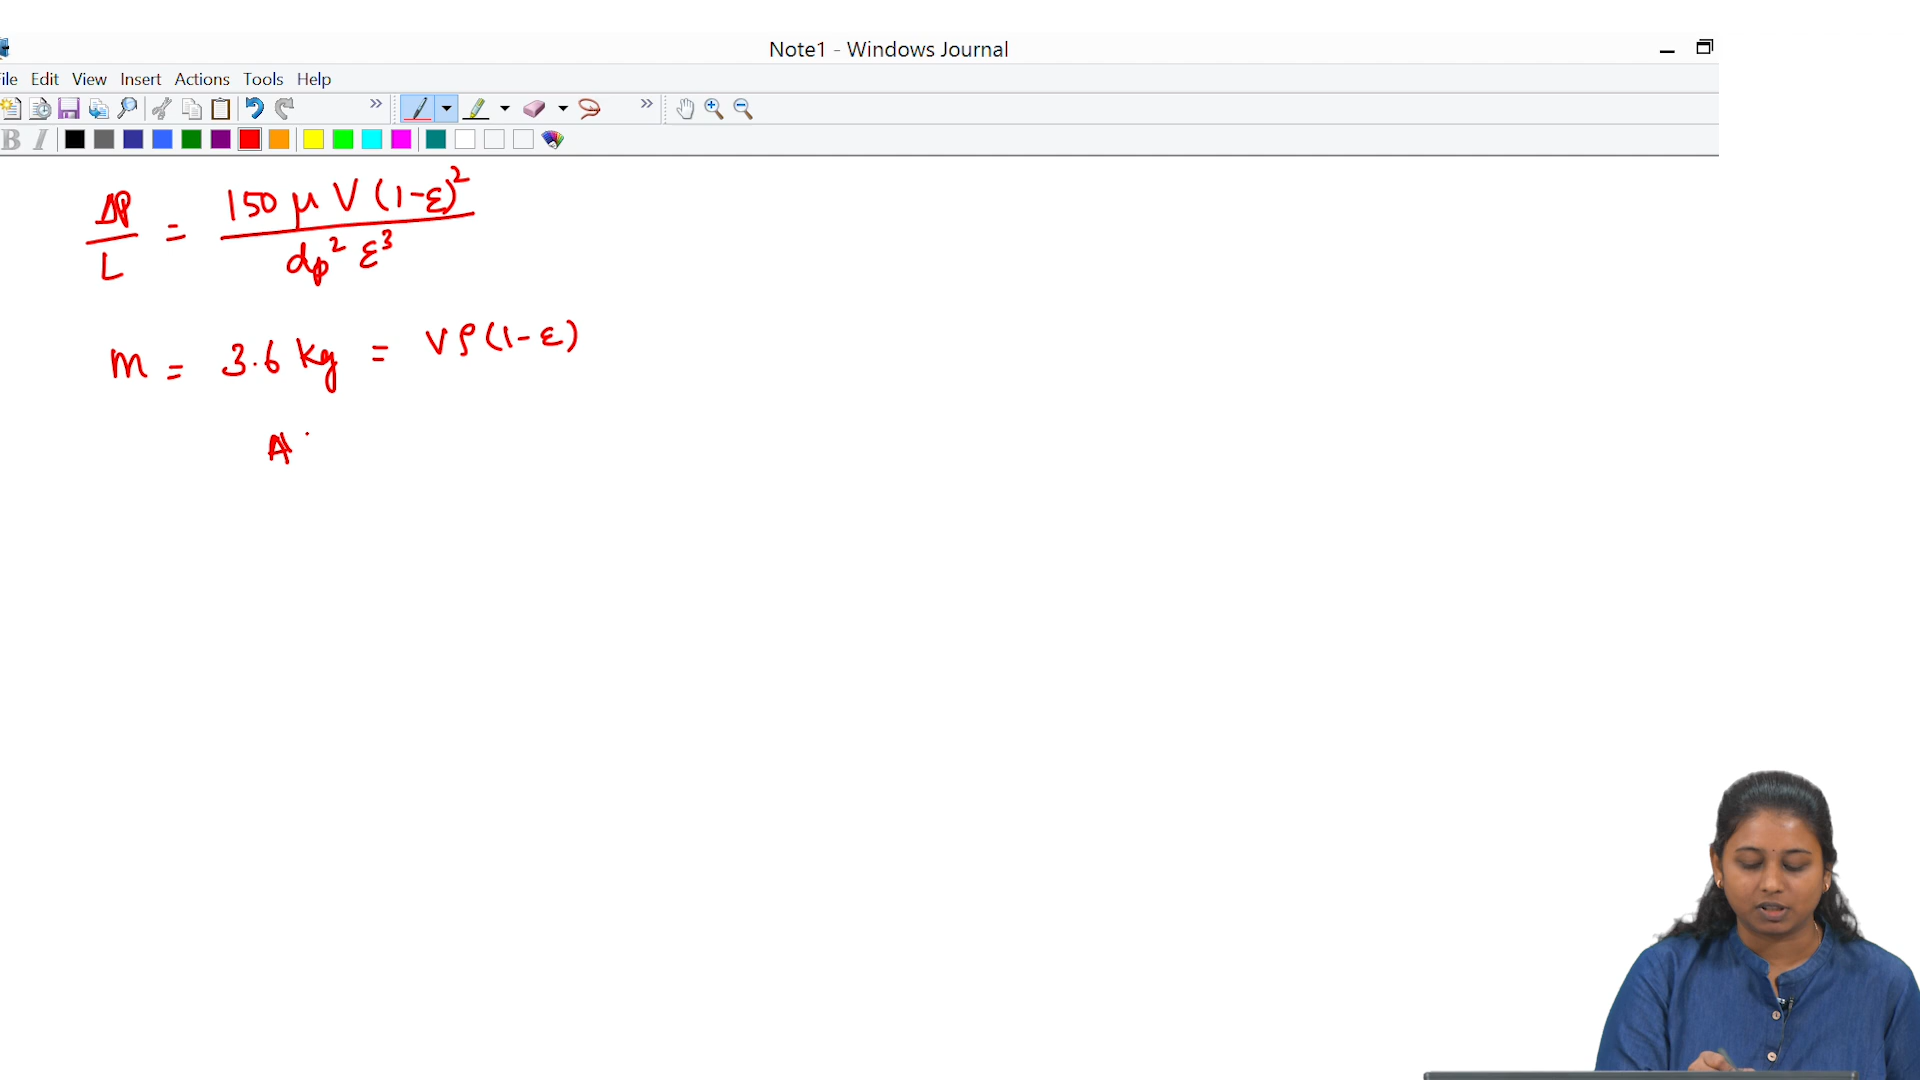 Note1 - Windows Journal
ile Edit View Insert Actions Tools Help
B I
ΔP/L = 150 μ V (1-ε)² / dp² ε³
m = 3.6 kg = Vρ(1-ε)
A